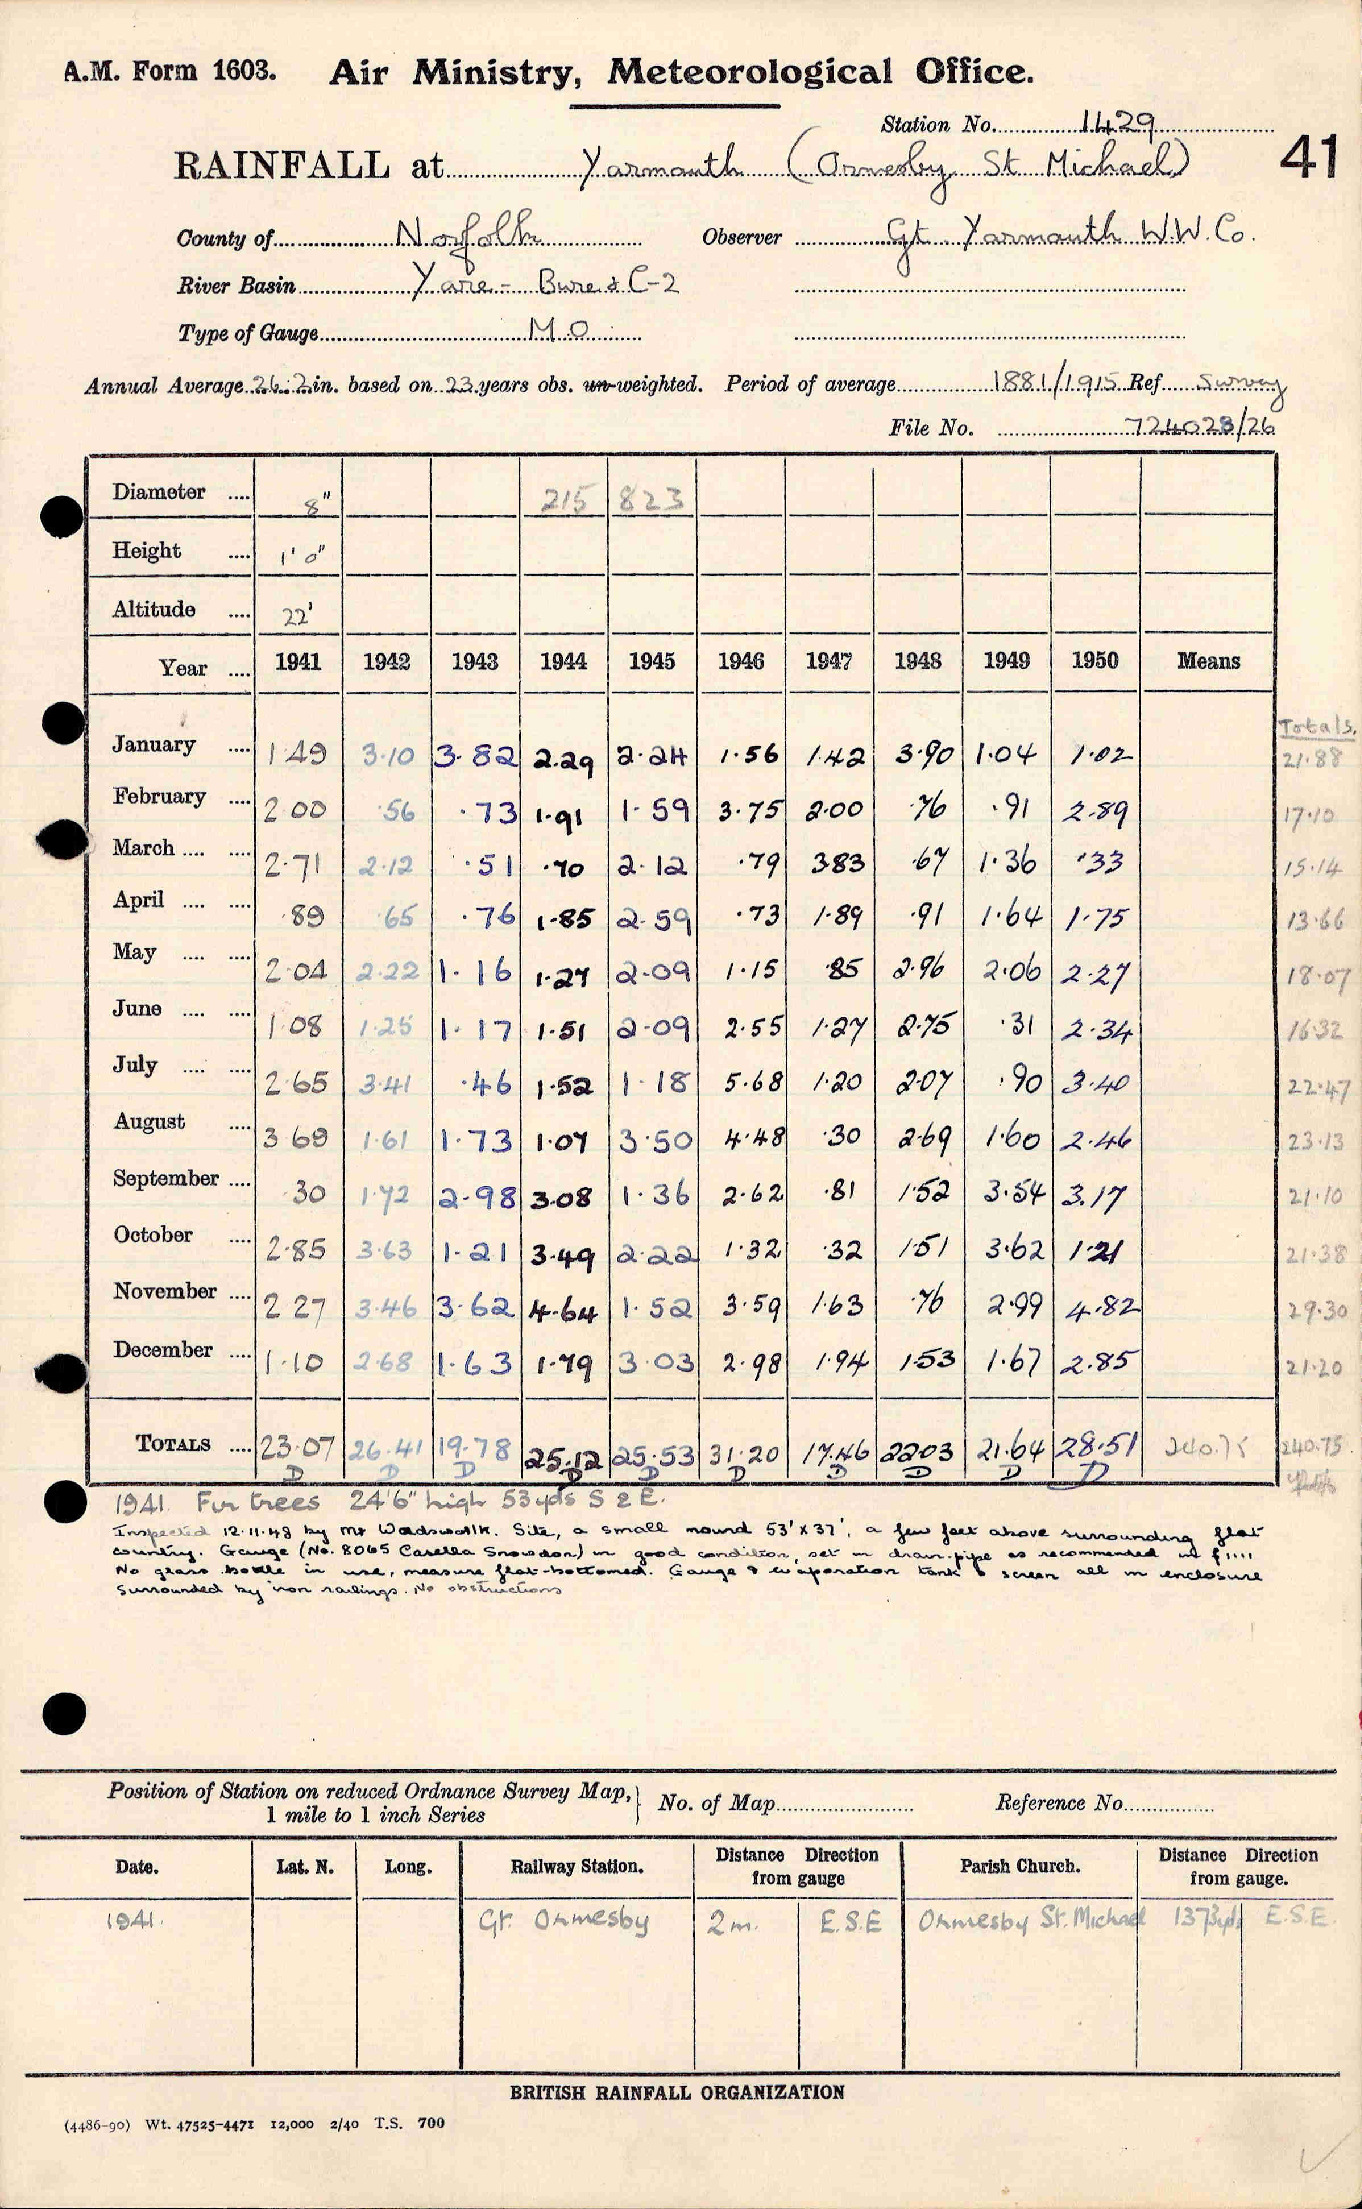 A.M. Form 1603. Air Ministry, Meteorological Office.
Station No. 1429
RAINFALL at Yarmouth (Ormesby St Michael) 41
County of Norfolk Observer Gt. Yarmouth W.W. Co.
River Basin Yare - Bure & C-2
Type of Gauge M.O
Annual Average 26.2 in. based on 23 years obs. un-weighted. Period of average 1881/1915 Ref. Survey
File No. 724028/26
Diameter .... 8" 215 823
Height .... 1' 0"
Altitude .... 22'
Year .... 1941 1942 1943 1944 1945 1946 1947 1948 1949 1950 Means
Totals.
January .... 1.49 3.10 3.82 2.29 2.24 1.56 1.42 3.90 1.04 1.02 21.88
February .... 2.00 .56 .73 1.91 1.59 3.75 2.00 .76 .91 2.89 17.10
March .... .... 2.71 2.12 .51 .70 2.12 .79 3.83 .67 1.36 .33 15.14
April .... .... .89 .65 .76 1.85 2.59 .73 1.89 .91 1.64 1.75 13.66
May .... .... 2.04 2.22 1.16 1.27 2.09 1.15 .85 2.96 2.06 2.27 18.07
June .... .... 1.08 1.25 1.17 1.51 2.09 2.55 1.27 2.75 .31 2.34 16.32
July .... .... 2.65 3.41 .46 1.52 1.18 5.68 1.20 2.07 .90 3.40 22.47
August .... 3.69 1.61 1.73 1.07 3.50 4.48 .30 2.69 1.60 2.46 23.13
September .... .30 1.72 2.98 3.08 1.36 2.62 .81 1.52 3.54 3.17 21.10
October .... 2.85 3.63 1.21 3.49 2.22 1.32 .32 1.51 3.62 1.21 21.38
November .... 2.27 3.46 3.62 4.64 1.52 3.59 1.63 .76 2.99 4.82 29.30
December .... 1.10 2.68 1.63 1.79 3.03 2.98 1.94 1.53 1.67 2.85 21.20
TOTALS .... 23.07 26.41 19.78 25.12 25.53 31.20 17.46 22.03 21.64 28.51 240.75 240.75
D D D D D D D D D D
1941. Fur trees 24'6" high 53 yds S & E.
Inspected 12.11.48 by Mr Wadsworth. Site, a small mound 53' x 37', a few feet above surrounding flat
country. Gauge (No. 8065 Casella Snowdon) in good condition, set in drain-pipe as recommended in f 1111
No glass bottle in use, measure flat-bottomed. Gauge & evaporation tank & screen all in enclosure
surrounded by iron railings. No obstructions
Position of Station on reduced Ordnance Survey Map, 1 mile to 1 inch Series No. of Map Reference No.
Date. Lat. N. Long. Railway Station. Distance Direction from gauge Parish Church. Distance Direction from gauge.
1941. Gt. Ormesby 2 m. E.S.E Ormesby St. Michael 1373 yds E.S.E.
BRITISH RAINFALL ORGANIZATION
(4486-90) Wt. 47525-4471 12,000 2/40 T.S. 700